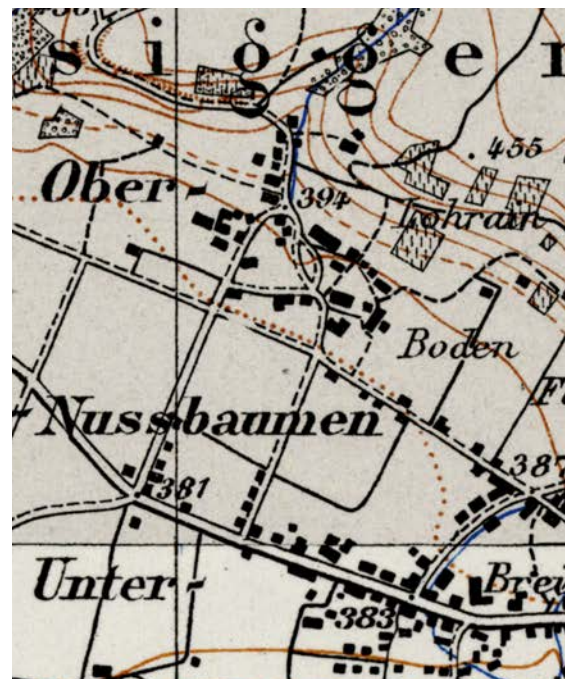 s i g g e r
Ober-
394
455
Lohrain
Boden
-Nussbaumen
387
381
Unter-
383